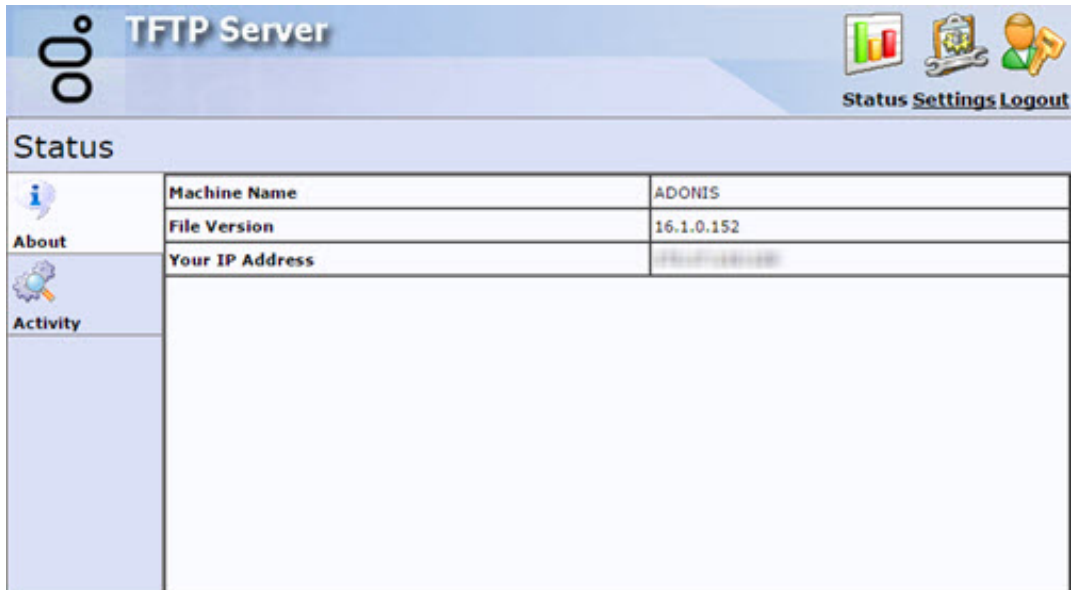 TFTP Server
Status Settings Logout
Status
About
Activity
Machine Name ADONIS
File Version 16.1.0.152
Your IP Address